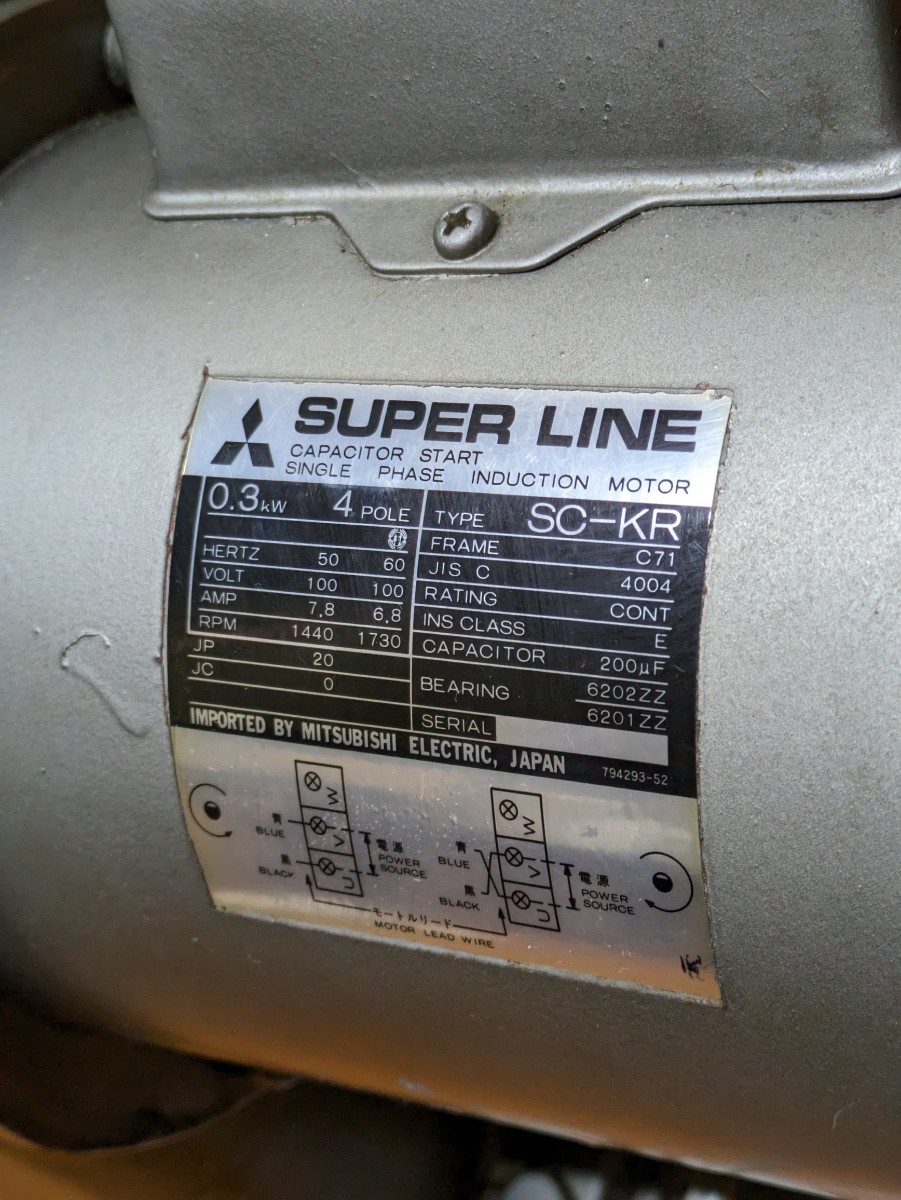 SUPER LINE
CAPACITOR START
SINGLE PHASE INDUCTION MOTOR
0.3kW 4 POLE
HERTZ 50 60
VOLT 100 100
AMP 7.8 6.8
RPM 1440 1730
JP 20
JC 0
TYPE SC-KR
FRAME C71
JIS C 4004
RATING CONT
INS CLASS E
CAPACITOR 200μF
BEARING 6202ZZ
6201ZZ
SERIAL
IMPORTED BY MITSUBISHI ELECTRIC, JAPAN
794293-52
W
青
BLUE
V
黒
BLACK
U
電源
POWER
SOURCE
W
青
BLUE
V
黒
BLACK
U
電源
POWER
SOURCE
モートルリード
MOTOR LEAD WIRE